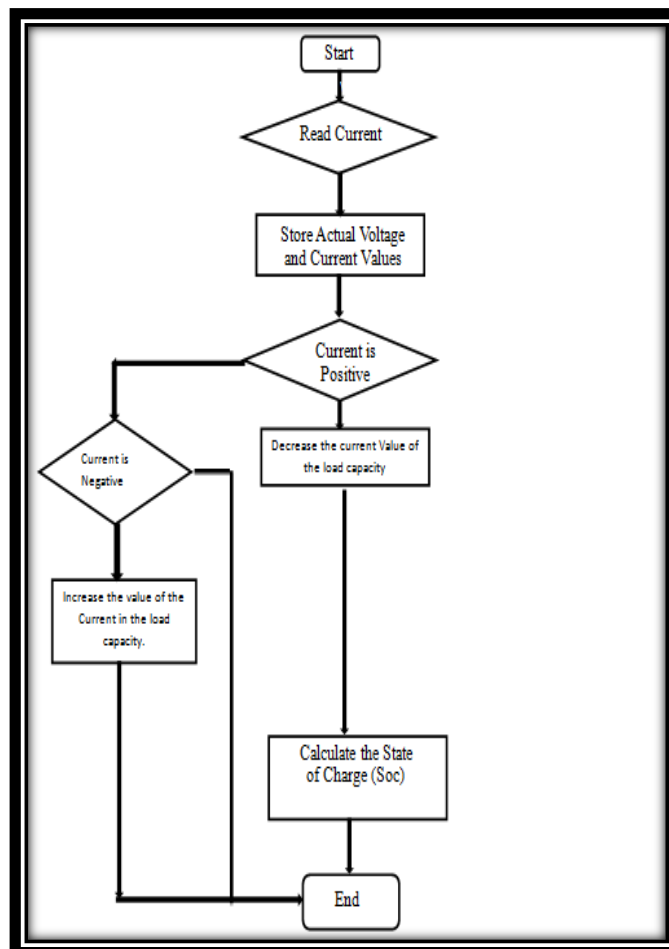 Start
Read Current
Store Actual Voltage
and Current Values
Current is
Positive
Decrease the current Value of
the load capacity
Current is
Negative
Increase the value of the
Current in the load
capacity.
Calculate the State
of Charge (Soc)
End